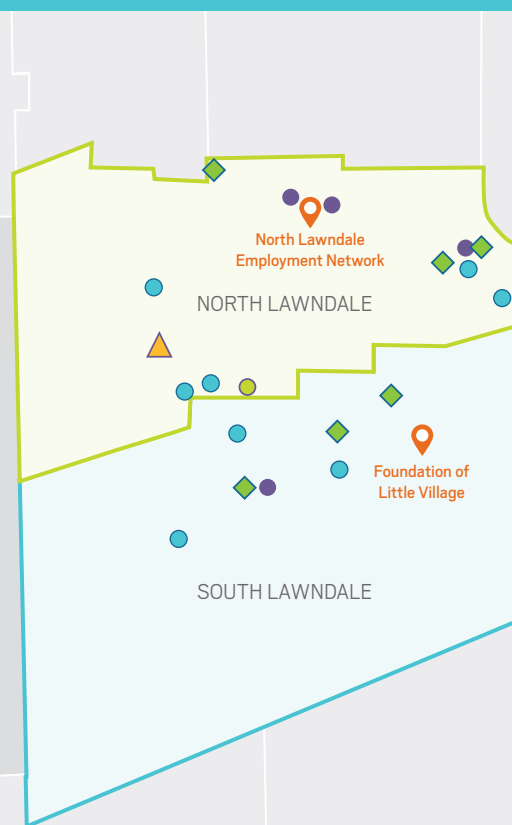 North Lawndale
Employment Network
NORTH LAWNDALE
Foundation of
Little Village
SOUTH LAWNDALE